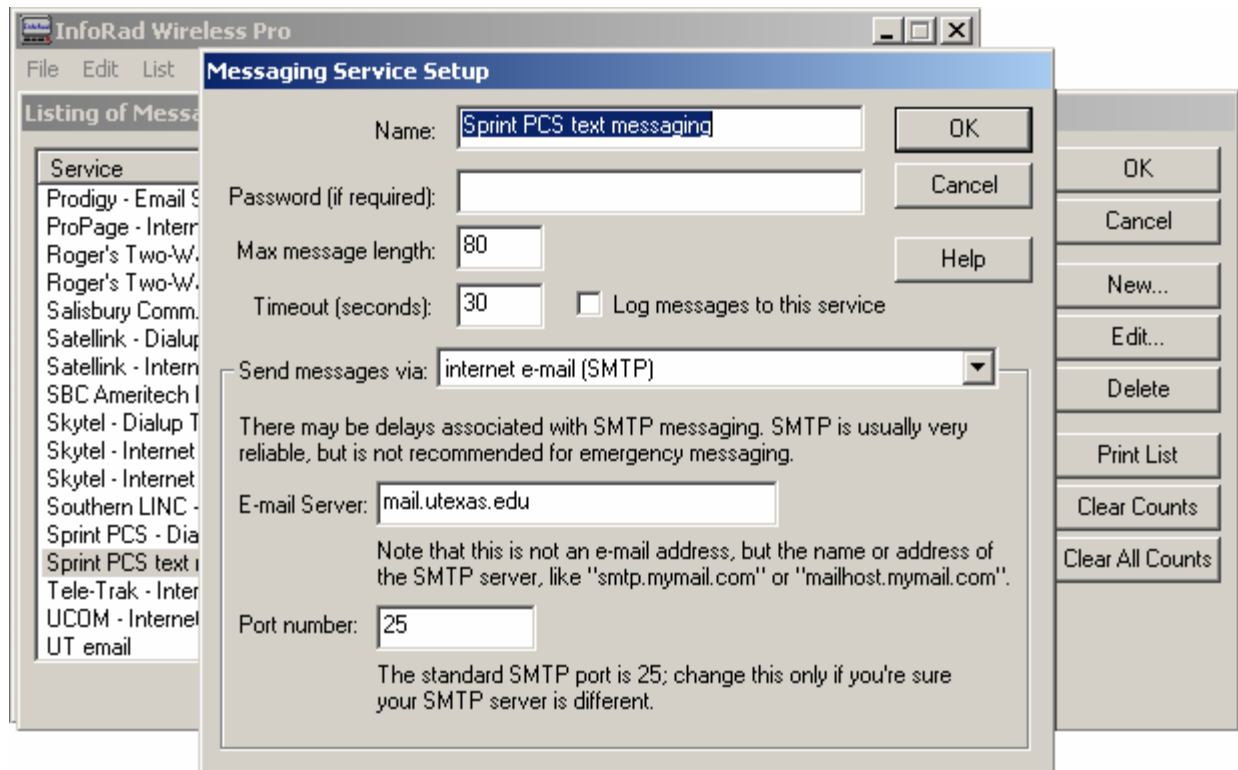 InfoRad Wireless Pro
File Edit List
Listing of Messa
Service
Prodigy - Email S
ProPage - Intern
Roger's Two-Wa
Roger's Two-Wa
Salisbury Comm.
Satellink - Dialup
Satellink - Intern
SBC Ameritech I
Skytel - Dialup T
Skytel - Internet
Skytel - Internet
Southern LINC -
Sprint PCS - Dia
Sprint PCS text
Tele-Trak - Inter
UCOM - Internet
UT email
Messaging Service Setup
Name: Sprint PCS text messaging
Password (if required):
Max message length: 80
Timeout (seconds): 30 Log messages to this service
OK
Cancel
Help
Send messages via: internet e-mail (SMTP)
There may be delays associated with SMTP messaging. SMTP is usually very
reliable, but is not recommended for emergency messaging.
E-mail Server: mail.utexas.edu
Note that this is not an e-mail address, but the name or address of
the SMTP server, like "smtp.mymail.com" or "mailhost.mymail.com".
Port number: 25
The standard SMTP port is 25; change this only if you're sure
your SMTP server is different.
OK
Cancel
New...
Edit...
Delete
Print List
Clear Counts
Clear All Counts